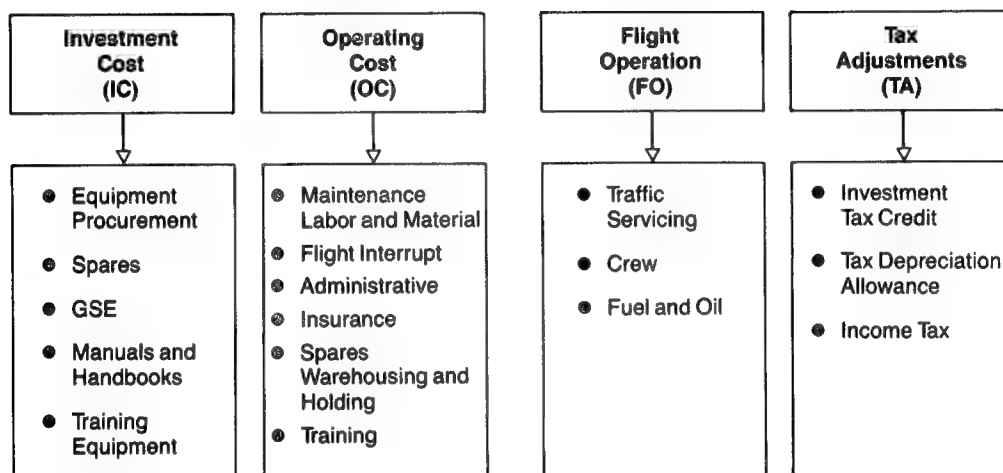 Investment
Cost
(IC)
Operating
Cost
(OC)
Flight
Operation
(FO)
Tax
Adjustments
(TA)
Equipment
Procurement
Spares
GSE
Manuals and
Handbooks
Training
Equipment
Maintenance
Labor and Material
Flight Interrupt
Administrative
Insurance
Spares
Warehousing and
Holding
Training
Traffic
Servicing
Crew
Fuel and Oil
Investment
Tax Credit
Tax Depreciation
Allowance
Income Tax